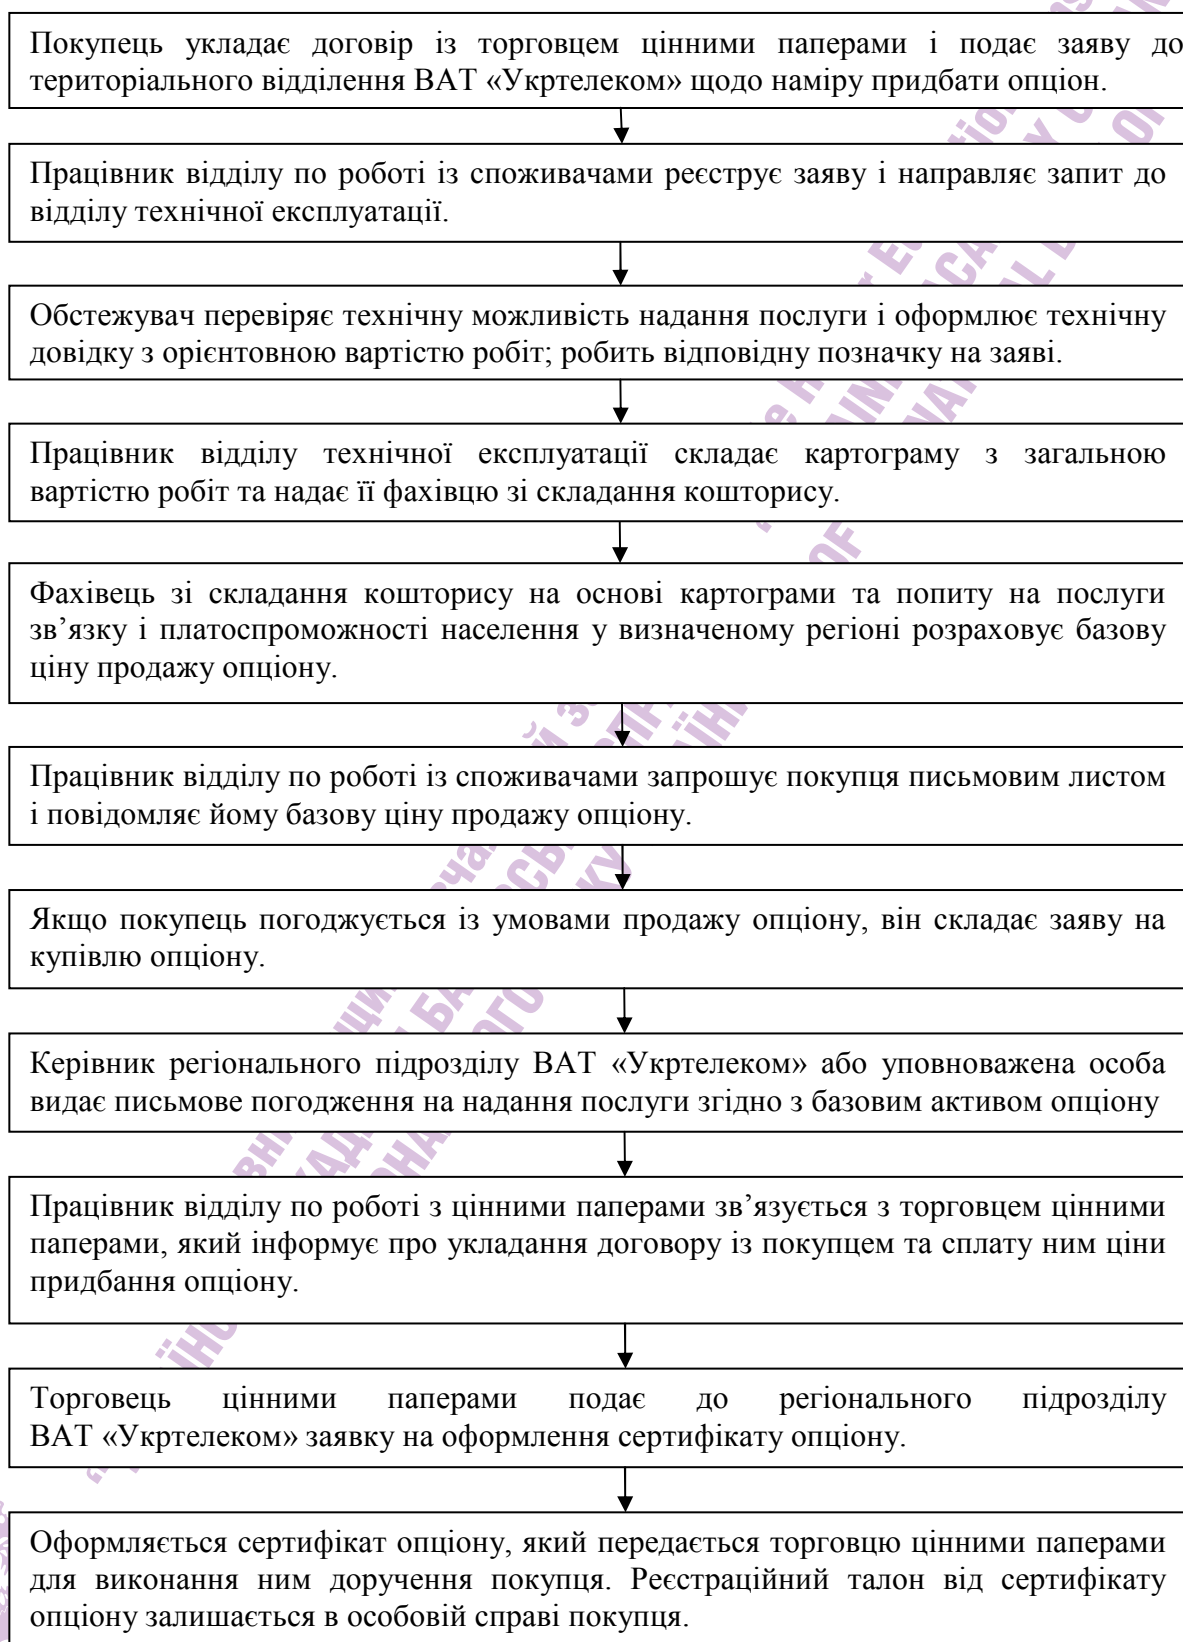 Покупець укладає договір із торговцем цінними паперами і подає заяву до
територіального відділення ВАТ «Укртелеком» щодо наміру придбати опціон.
Працівник відділу по роботі із споживачами реєструє заяву і направляє запит до
відділу технічної експлуатації.
Обстежувач перевіряє технічну можливість надання послуги і оформлює технічну
довідку з орієнтовною вартістю робіт; робить відповідну позначку на заяві.
Працівник відділу технічної експлуатації складає картограму з загальною
вартістю робіт та надає її фахівцю зі складання кошторису.
Фахівець зі складання кошторису на основі картограми та попиту на послуги
зв’язку і платоспроможності населення у визначеному регіоні розраховує базову
ціну продажу опціону.
Працівник відділу по роботі із споживачами запрошує покупця письмовим листом
і повідомляє йому базову ціну продажу опціону.
Якщо покупець погоджується із умовами продажу опціону, він складає заяву на
купівлю опціону.
Керівник регіонального підрозділу ВАТ «Укртелеком» або уповноважена особа
видає письмове погодження на надання послуги згідно з базовим активом опціону
Працівник відділу по роботі з цінними паперами зв’язується з торговцем цінними
паперами, який інформує про укладання договору із покупцем та сплату ним ціни
придбання опціону.
Торговець цінними паперами подає до регіонального підрозділу
ВАТ «Укртелеком» заявку на оформлення сертифікату опціону.
Оформляється сертифікат опціону, який передається торговцю цінними паперами
для виконання ним доручення покупця. Реєстраційний талон від сертифікату
опціону залишається в особовій справі покупця.